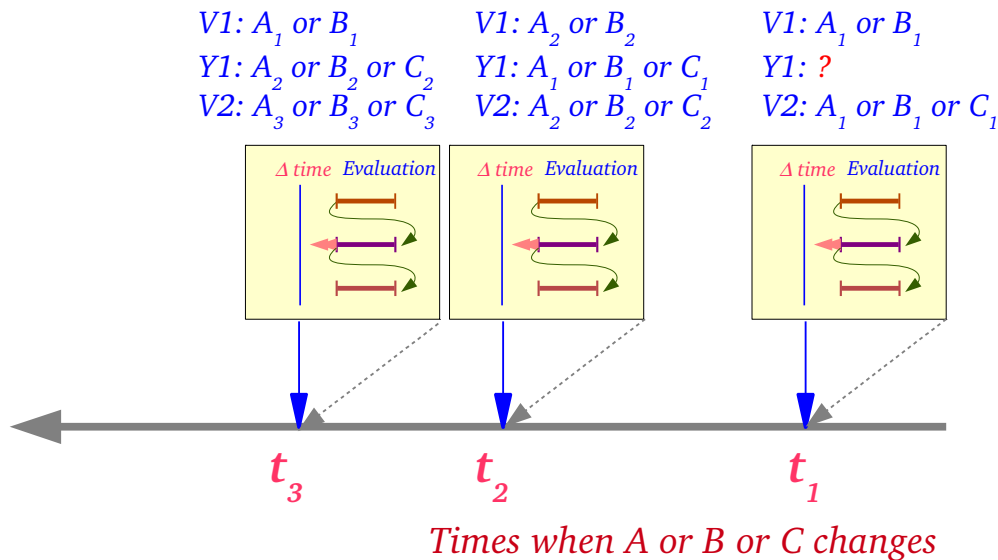 V1: A₁ or B₁ V1: A₂ or B₂ V1: A₁ or B₁
Y1: A₂ or B₂ or C₂ Y1: A₁ or B₁ or C₁ Y1: ?
V2: A₃ or B₃ or C₃ V2: A₂ or B₂ or C₂ V2: A₁ or B₁ or C₁
Δ time Evaluation Δ time Evaluation Δ time Evaluation
t₃ t₂ t₁
Times when A or B or C changes